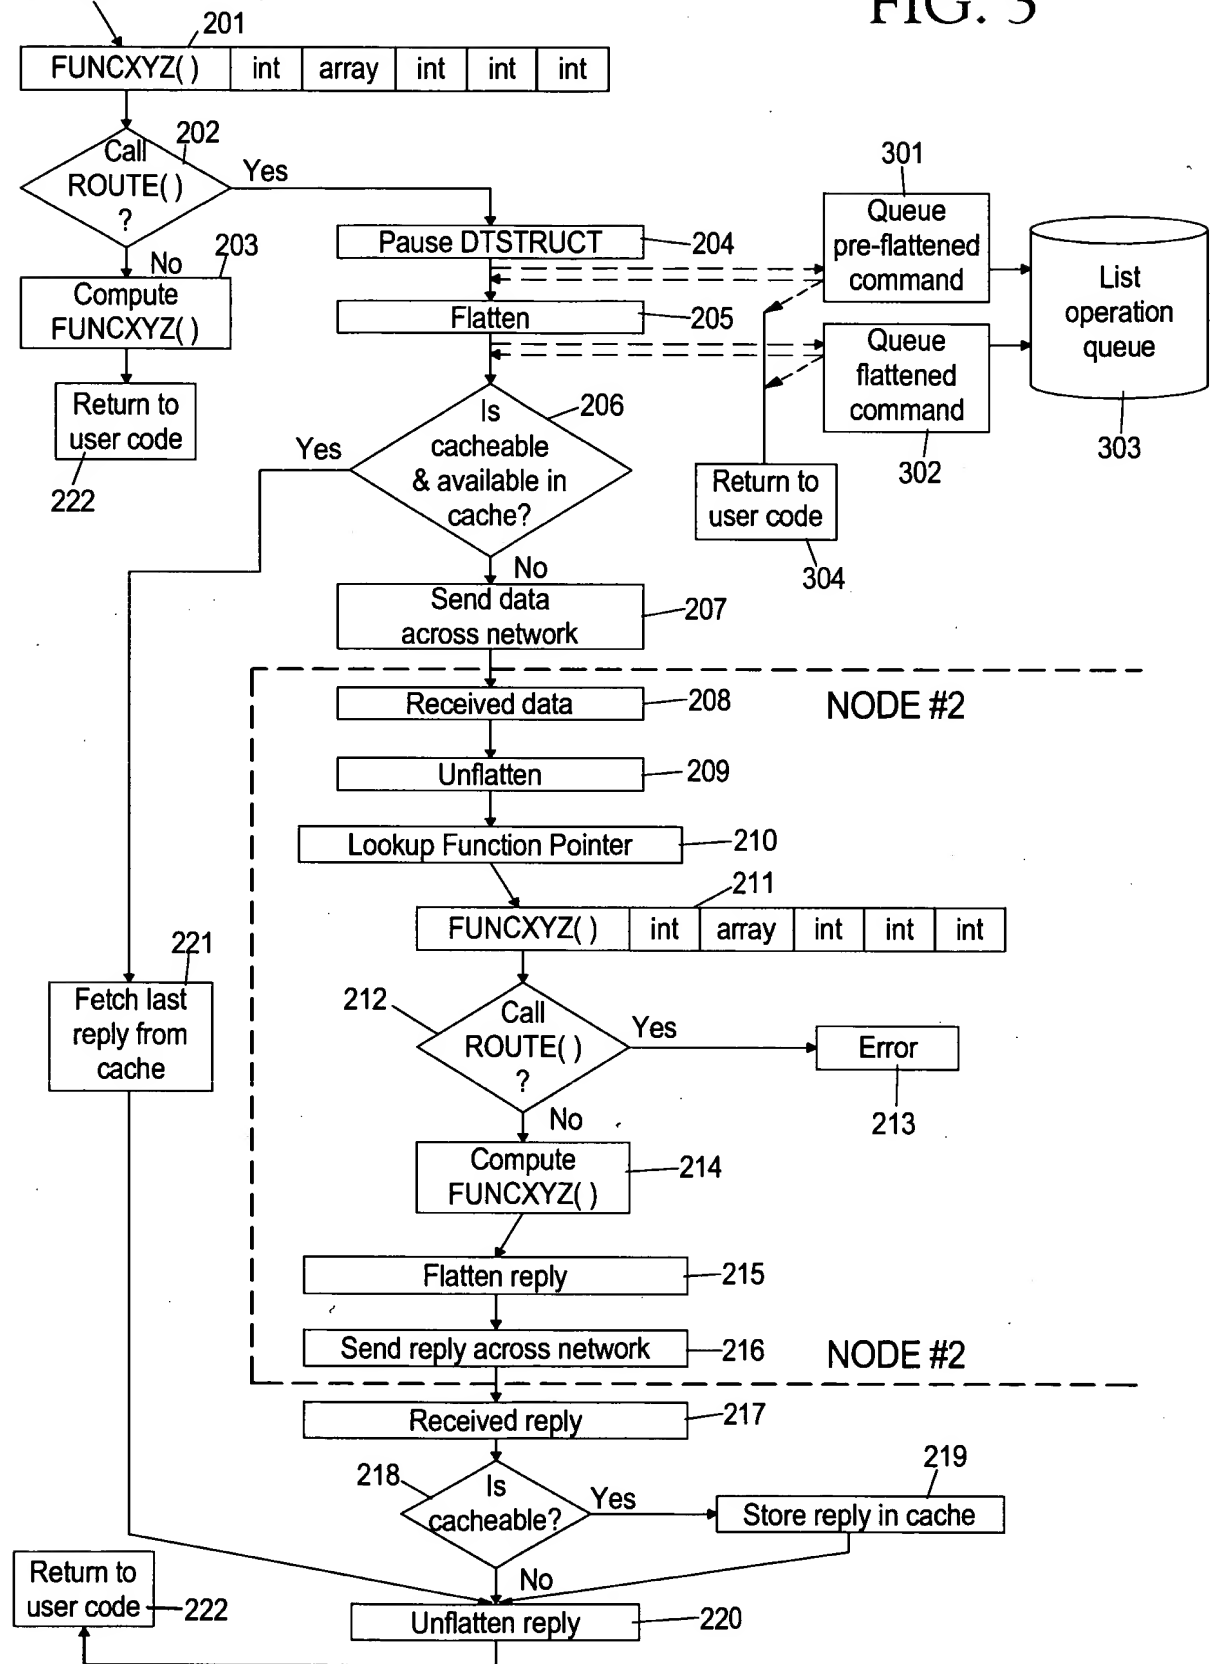 FIG. 3
201
FUNCXYZ( ) int array int int int
202
Call
ROUTE( )
?
Yes
No
203
Compute
FUNCXYZ( )
Return to
user code
222
Pause DTSTRUCT
204
Flatten
205
301
Queue
pre-flattened
command
Queue
flattened
command
302
List
operation
queue
303
Return to
user code
304
Is
cacheable
& available in
cache?
206
Yes
No
Send data
across network
207
NODE #2
Received data
208
Unflatten
209
Lookup Function Pointer
210
211
FUNCXYZ( ) int array int int int
212
Call
ROUTE( )
?
Yes
Error
213
No
Compute
FUNCXYZ( )
214
221
Fetch last
reply from
cache
Flatten reply
215
Send reply across network
216
NODE #2
Received reply
217
218
Is
cacheable?
Yes
219
Store reply in cache
No
Unflatten reply
220
Return to
user code
222